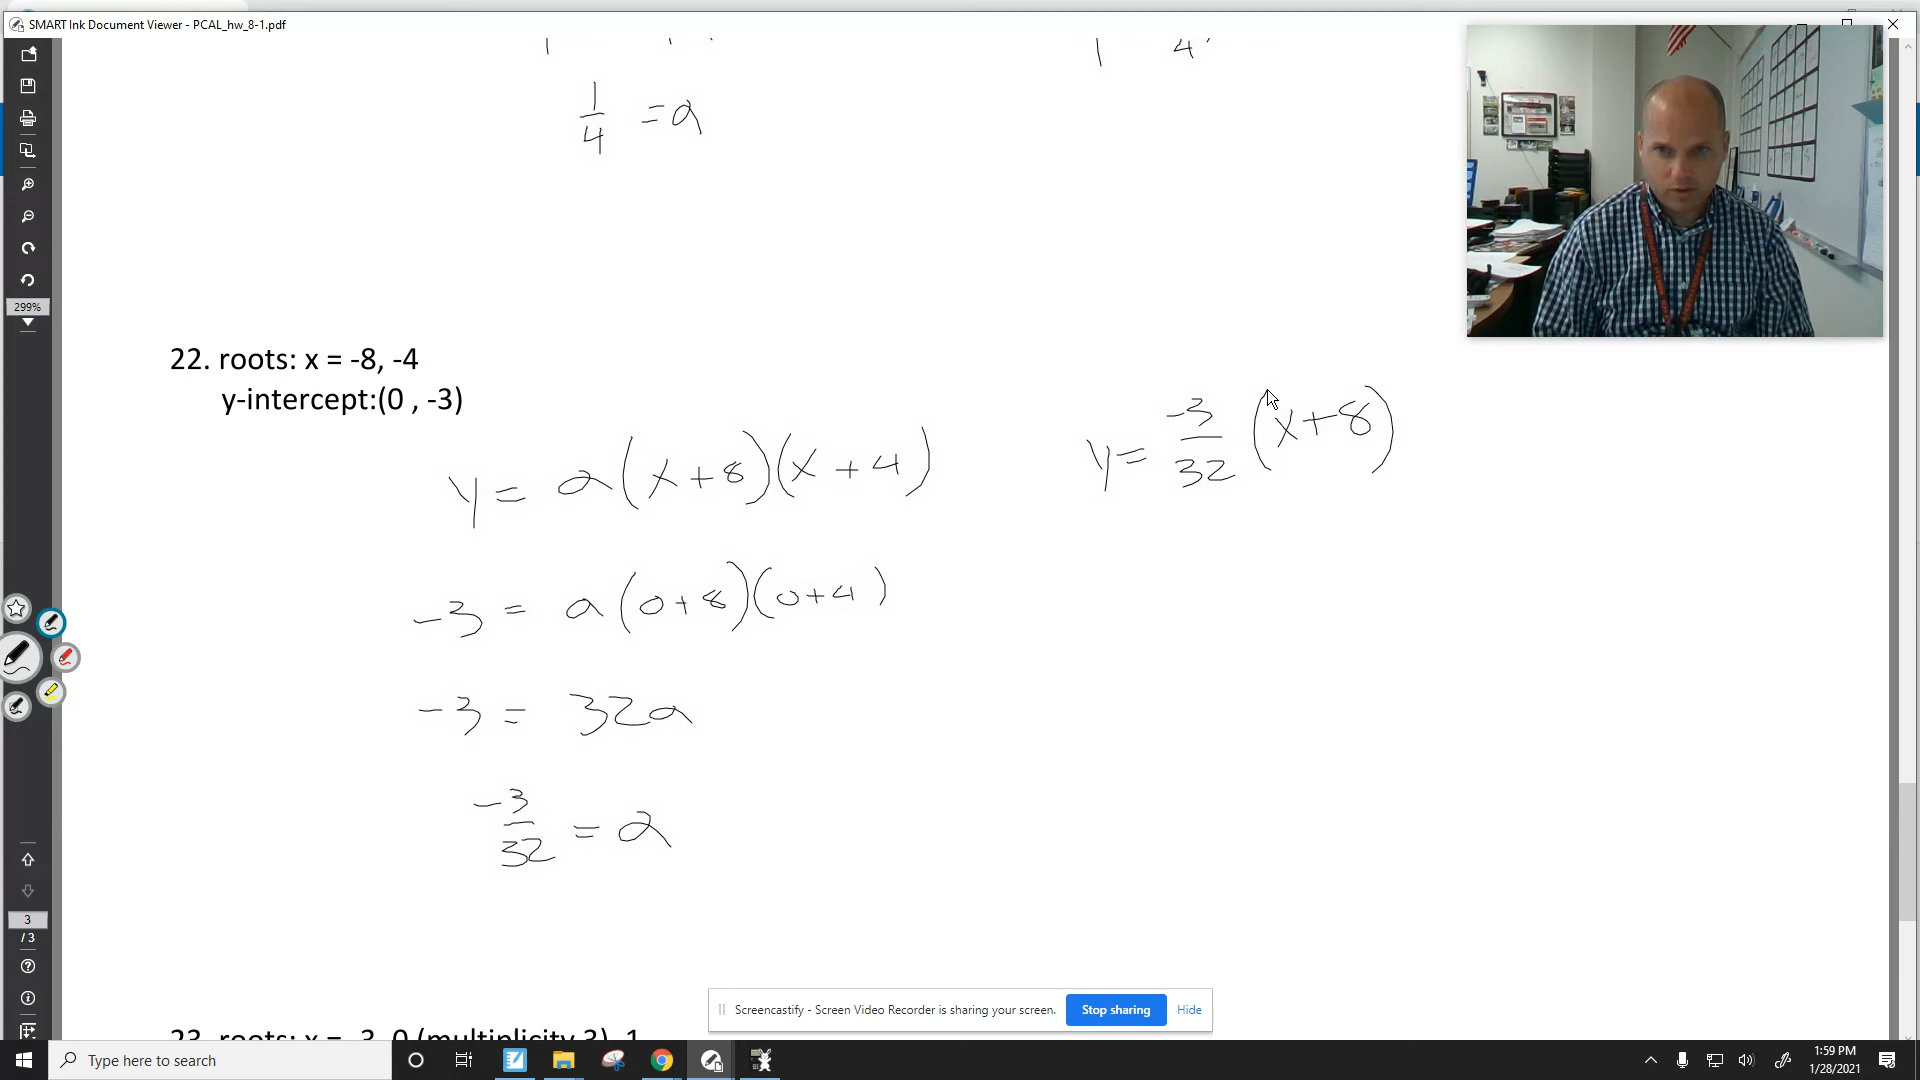 SMART Ink Document Viewer - PCAL_hw_8-1.pdf
1/4 = a
299%
22. roots: x = -8, -4
y-intercept:(0 , -3)
y = a(x+8)(x+4)
y = -3/32 (x+8)
-3 = a(0+8)(0+4)
-3 = 32a
-3/32 = a
3
/ 3
Screencastify - Screen Video Recorder is sharing your screen. Stop sharing Hide
Type here to search
1:59 PM
1/28/2021